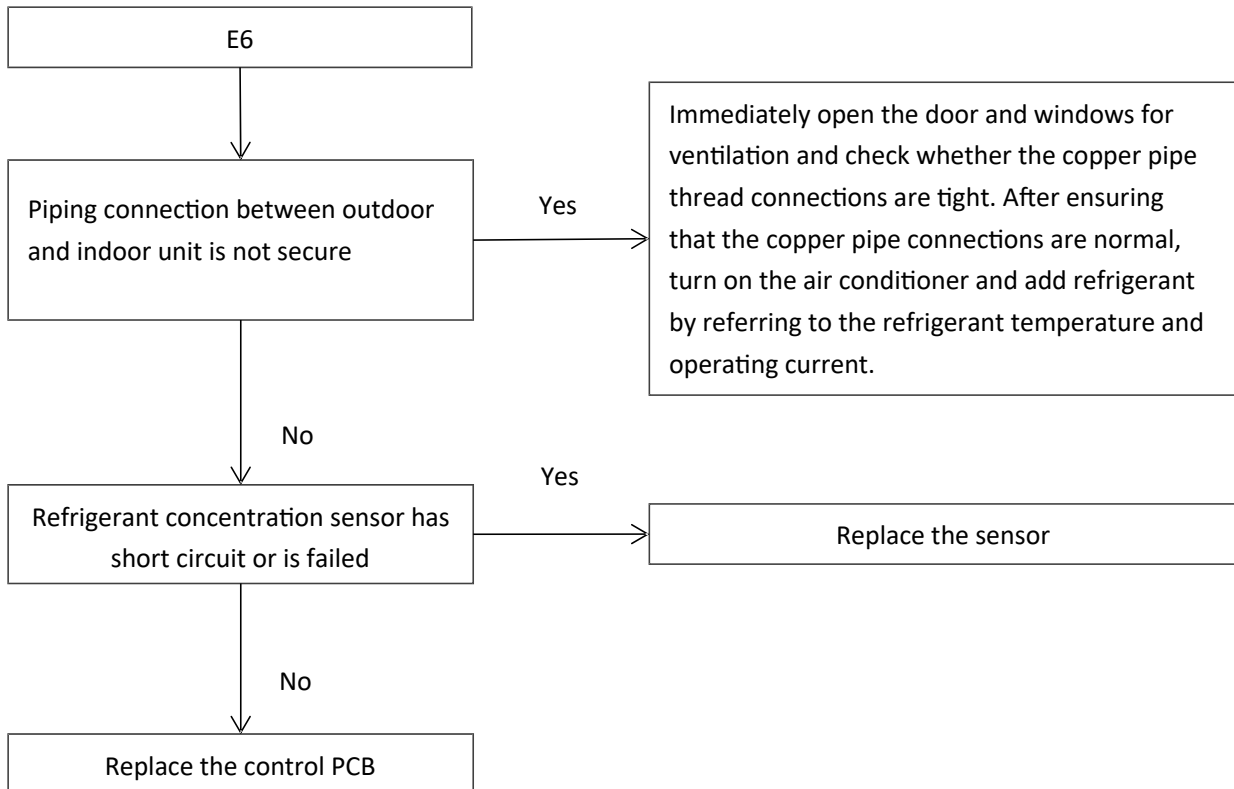 E6
Immediately open the door and windows for
ventilation and check whether the copper pipe
thread connections are tight. After ensuring
that the copper pipe connections are normal,
turn on the air conditioner and add refrigerant
by referring to the refrigerant temperature and
operating current.
Piping connection between outdoor
and indoor unit is not secure
Yes
No
Refrigerant concentration sensor has
short circuit or is failed
Yes
Replace the sensor
No
Replace the control PCB